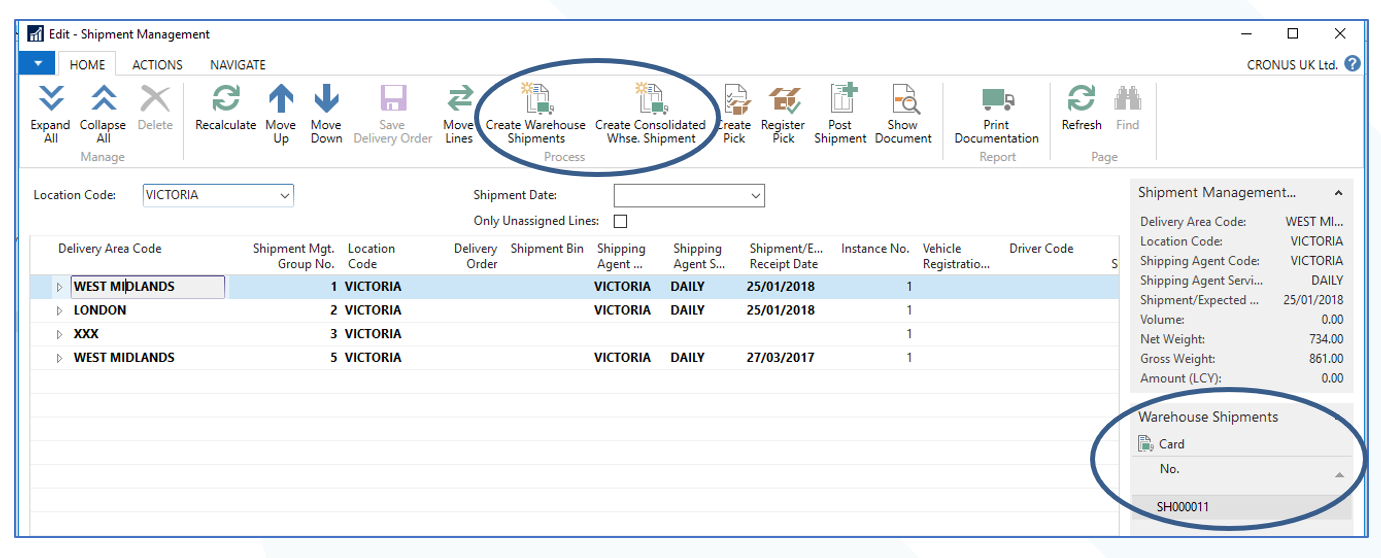 Edit - Shipment Management
HOME ACTIONS NAVIGATE CRONUS UK Ltd. ?
Expand All
Collapse All
Delete
Manage
Recalculate
Move Up
Move Down
Save Delivery Order
Move Lines
Create Warehouse Shipments
Create Consolidated Whse. Shipment
Create Pick
Register Pick
Post Shipment
Show Document
Process
Print Documentation
Report
Refresh
Find
Page
Location Code: VICTORIA
Shipment Date:
Only Unassigned Lines:
Delivery Area Code
Shipment Mgt. Group No.
Location Code
Delivery Order
Shipment Bin
Shipping Agent ...
Shipping Agent S...
Shipment/E... Receipt Date
Instance No.
Vehicle Registratio...
Driver Code
S
WEST MIDLANDS 1 VICTORIA VICTORIA DAILY 25/01/2018 1
LONDON 2 VICTORIA VICTORIA DAILY 25/01/2018 1
XXX 3 VICTORIA 1
WEST MIDLANDS 5 VICTORIA VICTORIA DAILY 27/03/2017 1
Shipment Management...
Delivery Area Code: WEST MI...
Location Code: VICTORIA
Shipping Agent Code: VICTORIA
Shipping Agent Servi... DAILY
Shipment/Expected ... 25/01/2018
Volume: 0.00
Net Weight: 734.00
Gross Weight: 861.00
Amount (LCY): 0.00
Warehouse Shipments
Card
No.
SH000011